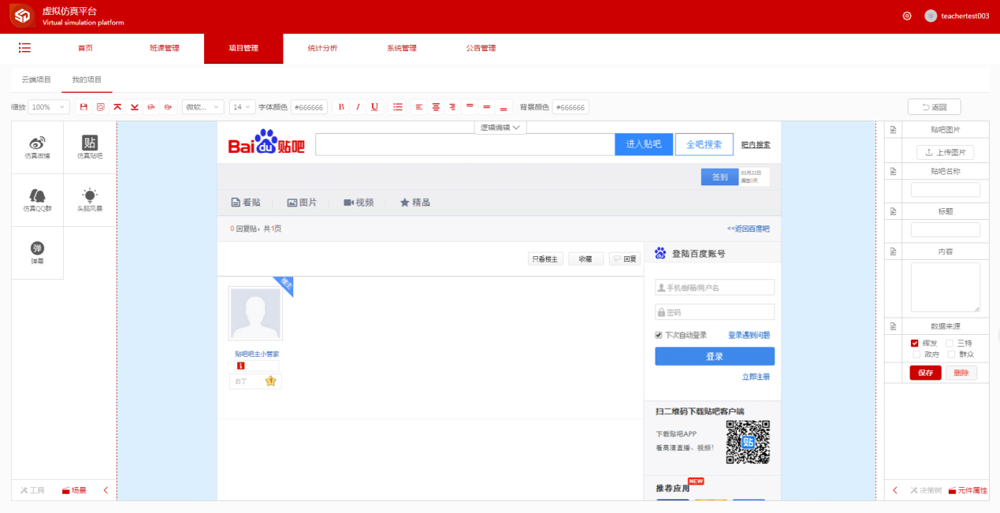 虚拟仿真平台
Virtual simulation platform
teachertest003
首页 班课管理 项目管理 统计分析 系统管理 公告管理
云端项目 我的项目
缩放 100% 微软... 14 字体颜色 #666666 B I U 背景颜色 #666666 返回
仿真微博 仿真贴吧
仿真QQ群 头脑风暴
弹幕
工具 场景
逻辑编辑
Bai du 贴吧 进入贴吧 全吧搜索 吧内搜索
签到 01月22日
漏签0天
看贴 图片 视频 精品
0 回复贴，共1页 <<返回百度吧
只看楼主 收藏 回复
楼主
贴吧吧主小管家
白丁 1
登陆百度账号
手机/邮箱/用户名
密码
下次自动登录 登录遇到问题
登录
立即注册
扫二维码下载贴吧客户端
下载贴吧APP
看高清直播、视频!
贴
NEW
推荐应用
贴吧图片
上传图片
贴吧名称
标题
内容
数据来源
辉发 三特
政府 群众
保存 删除
决策树 元件属性